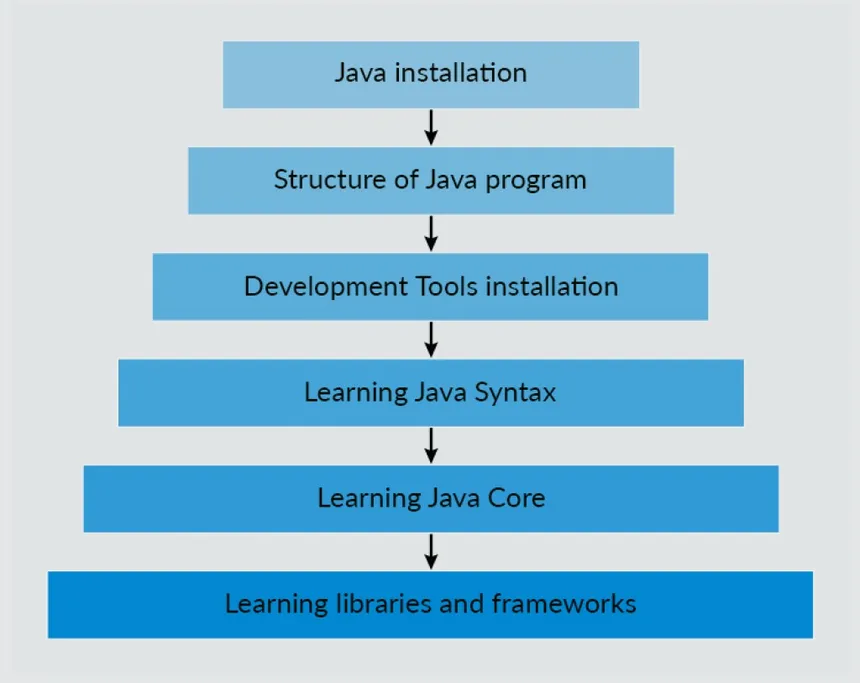 Java installation
Structure of Java program
Development Tools installation
Learning Java Syntax
Learning Java Core
Learning libraries and frameworks